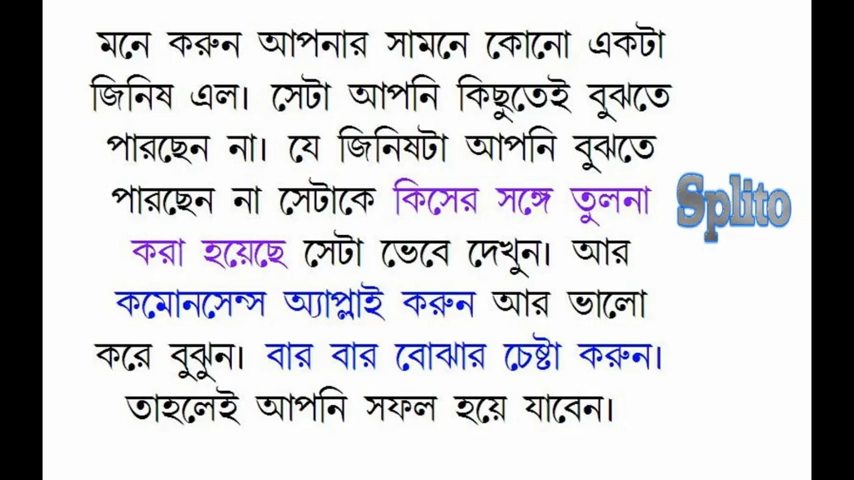 মনে করুন আপনার সামনে কোনো একটা
জিনিষ এল। সেটা আপনি কিছুতেই বুঝতে
পারছেন না। যে জিনিষটা আপনি বুঝতে
পারছেন না সেটাকে কিসের সঙ্গে তুলনা
করা হয়েছে সেটা ভেবে দেখুন। আর
কমোনসেন্স অ্যাপ্লাই করুন আর ভালো
করে বুঝুন। বার বার বোঝার চেষ্টা করুন।
তাহলেই আপনি সফল হয়ে যাবেন।
Splito